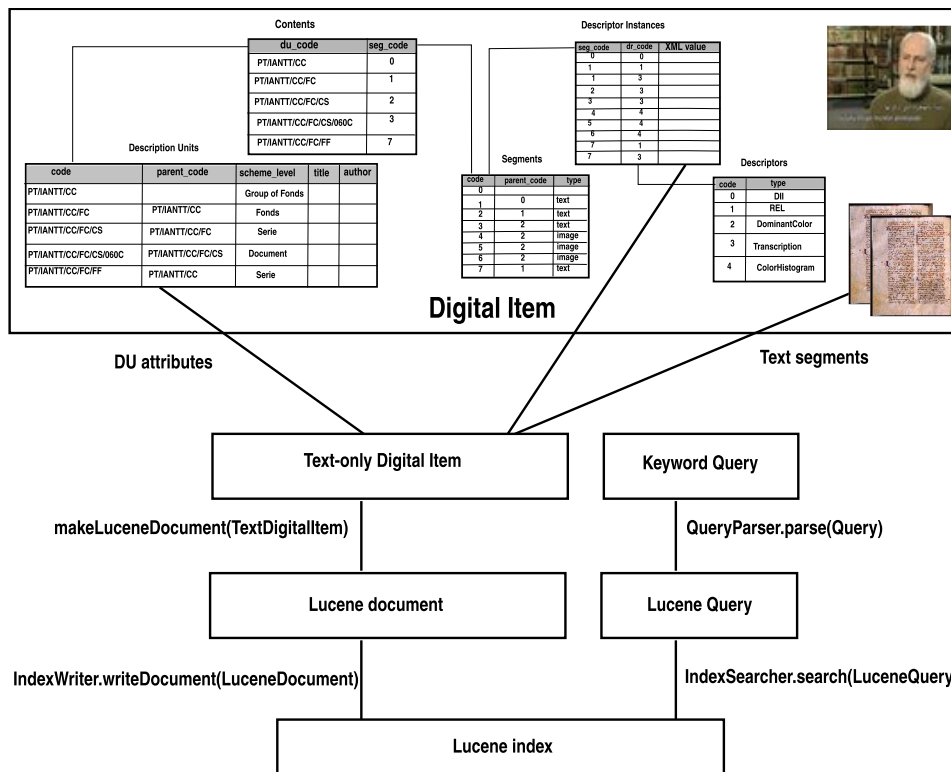 Contents
du_code seg_code
PT/IANTT/CC 0
PT/IANTT/CC/FC 1
PT/IANTT/CC/FC/CS 2
PT/IANTT/CC/FC/CS/060C 3
PT/IANTT/CC/FC/FF 7
Description Units
code parent_code scheme_level title author
PT/IANTT/CC Group of Fonds
PT/IANTT/CC/FC PT/IANTT/CC Fonds
PT/IANTT/CC/FC/CS PT/IANTT/CC/FC Serie
PT/IANTT/CC/FC/CS/060C PT/IANTT/CC/FC/CS Document
PT/IANTT/CC/FC/FF PT/IANTT/CC Serie
Descriptor Instances
seg_code dr_code XML value
0 0
1 1
1 3
2 3
3 3
4 4
5 4
6 4
7 1
7 3
Segments
code parent_code type
0
1 0 text
2 1 text
3 2 text
4 2 image
5 2 image
6 2 image
7 1 text
Descriptors
code type
0 DII
1 REL
2 DominantColor
3 Transcription
4 ColorHistogram
Digital Item
DU attributes
Text segments
Text-only Digital Item
Keyword Query
makeLuceneDocument(TextDigitalItem)
QueryParser.parse(Query)
Lucene document
Lucene Query
IndexWriter.writeDocument(LuceneDocument)
IndexSearcher.search(LuceneQuery
Lucene index